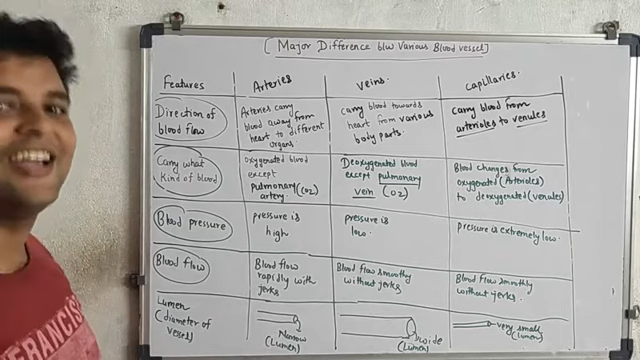 [ Major Difference b/w Various Blood vessel ]
Features
Arteries
veins.
capillaries.
Direction of
blood flow
Arteries carry
blood away from
heart to different
organs
carry blood towards
heart from various
body parts.
carry blood from
arterioles to venules
Carry what
kind of blood
oxygenated blood
except
pulmonary
artery. (CO2)
Deoxygenated blood
except pulmonary
vein (O2)
Blood changes from
oxygenated (Arterioles)
to deoxygenated (venules)
Blood pressure
pressure is
high
pressure is
low.
pressure is extremely low.
Blood flow
Blood flow
rapidly with
jerks
Blood flow smoothly
without jerks
Blood flow smoothly
without jerks.
Lumen
(diameter of
vessel)
Narrow
(Lumen)
wide
(Lumen)
very small
(lumen)
FRANCIS